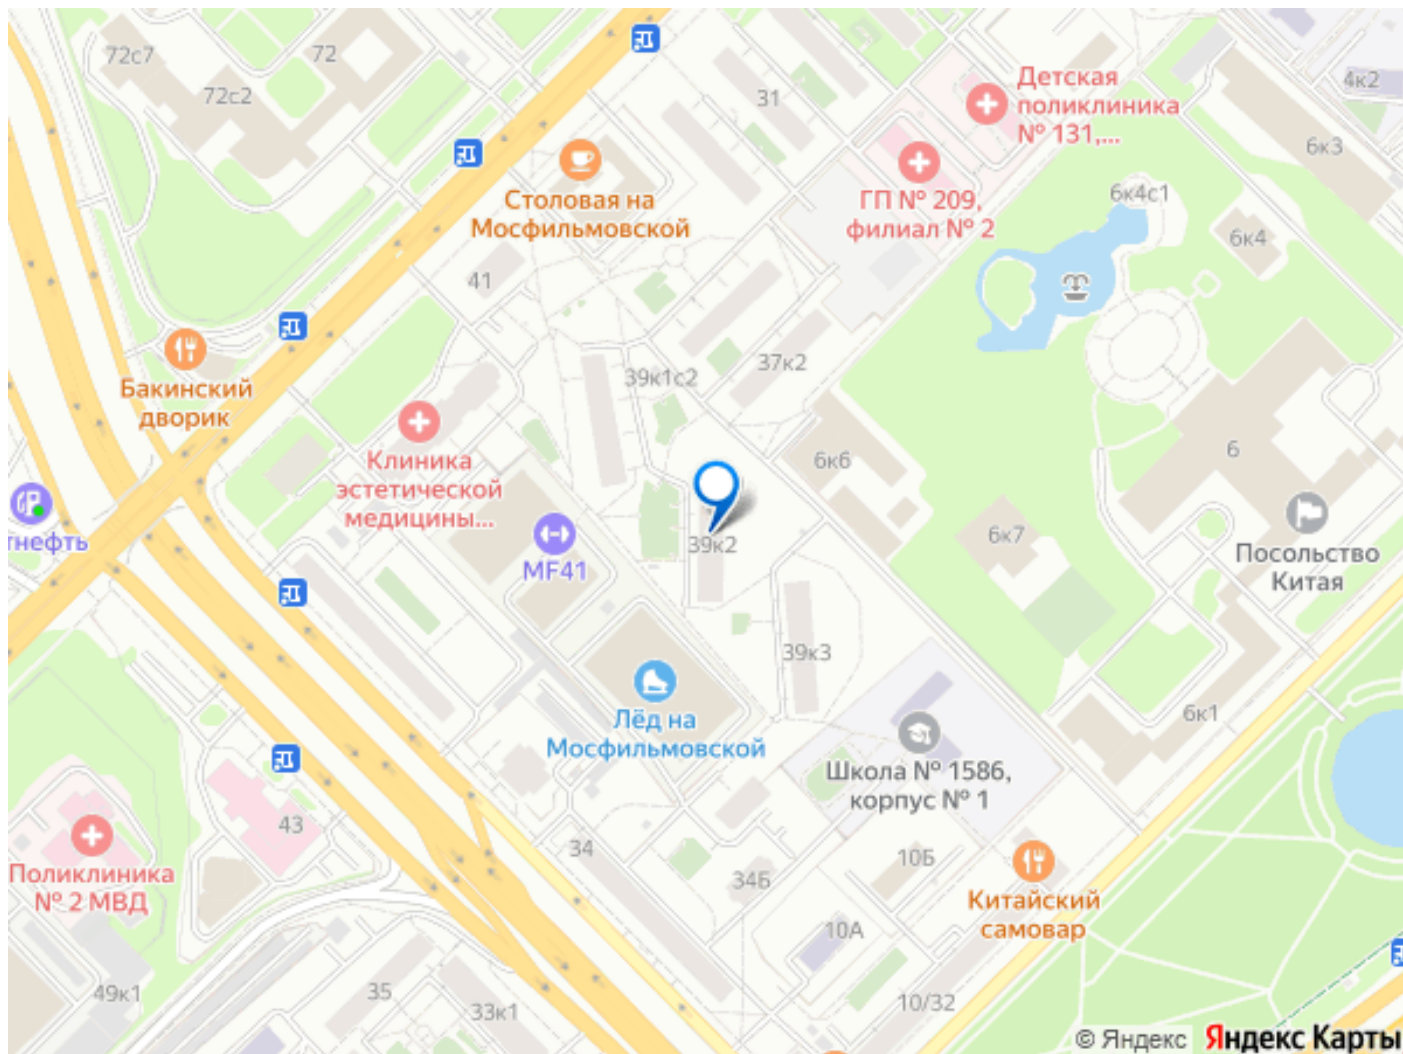 72с7
72
72с2
31
Детская
поликлиника
№ 131,...
4к2
6к3
Столовая на
Мосфильмовской
ГП № 209,
филиал № 2
6к4с1
6к4
41
Бакинский
дворик
39к1с2
37к2
Клиника
эстетической
медицины...
6к6
6
тнефть
MF41
39к2
6к7
Посольство
Китая
39к3
6к1
Лёд на
Мосфильмовской
Школа № 1586,
корпус № 1
43
Поликлиника
№ 2 МВД
34
34Б
10Б
Китайский
самовар
10А
49к1
35
33к1
10/32
© Яндекс Яндекс Карты